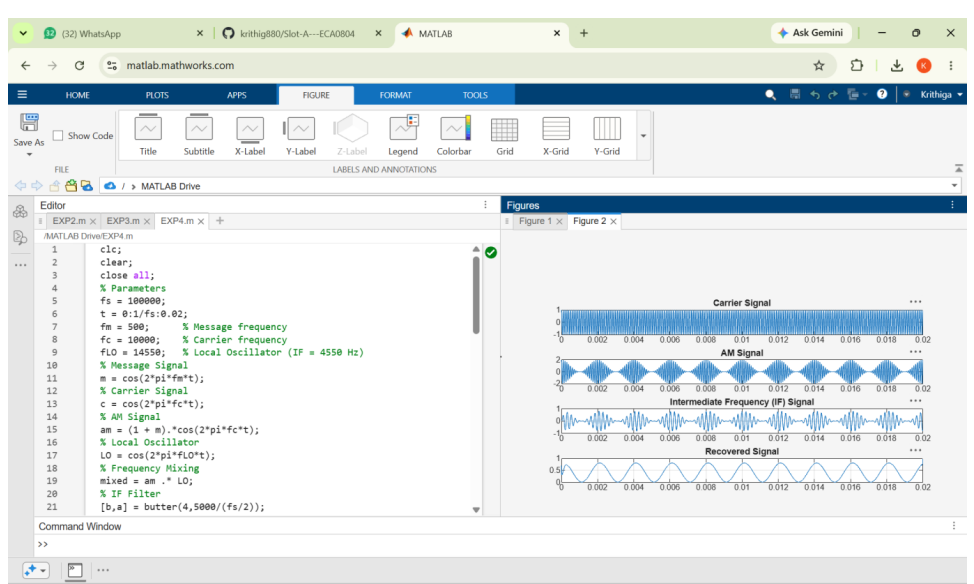 (32) WhatsApp
krithig880/Slot-A---ECA0804
MATLAB
Ask Gemini
matlab.mathworks.com
K
HOME PLOTS APPS FIGURE FORMAT TOOLS
Krithiga
Save As
Show Code
Title Subtitle X-Label Y-Label Z-Label Legend Colorbar Grid X-Grid Y-Grid
FILE LABELS AND ANNOTATIONS
/ > MATLAB Drive
Editor
EXP2.m × EXP3.m × EXP4.m × +
/MATLAB Drive/EXP4.m
1 clc;
2 clear;
3 close all;
4 % Parameters
5 fs = 100000;
6 t = 0:1/fs:0.02;
7 fm = 500; % Message frequency
8 fc = 10000; % Carrier frequency
9 fLO = 14550; % Local Oscillator (IF = 4550 Hz)
10 % Message Signal
11 m = cos(2*pi*fm*t);
12 % Carrier Signal
13 c = cos(2*pi*fc*t);
14 % AM Signal
15 am = (1 + m).*cos(2*pi*fc*t);
16 % Local Oscillator
17 LO = cos(2*pi*fLO*t);
18 % Frequency Mixing
19 mixed = am .* LO;
20 % IF Filter
21 [b,a] = butter(4,5000/(fs/2));
Figures
Figure 1 × Figure 2 ×
Carrier Signal
1
0
-1
0 0.002 0.004 0.006 0.008 0.01 0.012 0.014 0.016 0.018 0.02
AM Signal
2
0
-2
0 0.002 0.004 0.006 0.008 0.01 0.012 0.014 0.016 0.018 0.02
Intermediate Frequency (IF) Signal
1
0
-1
0 0.002 0.004 0.006 0.008 0.01 0.012 0.014 0.016 0.018 0.02
Recovered Signal
1
0.5
0
0 0.002 0.004 0.006 0.008 0.01 0.012 0.014 0.016 0.018 0.02
Command Window
>>